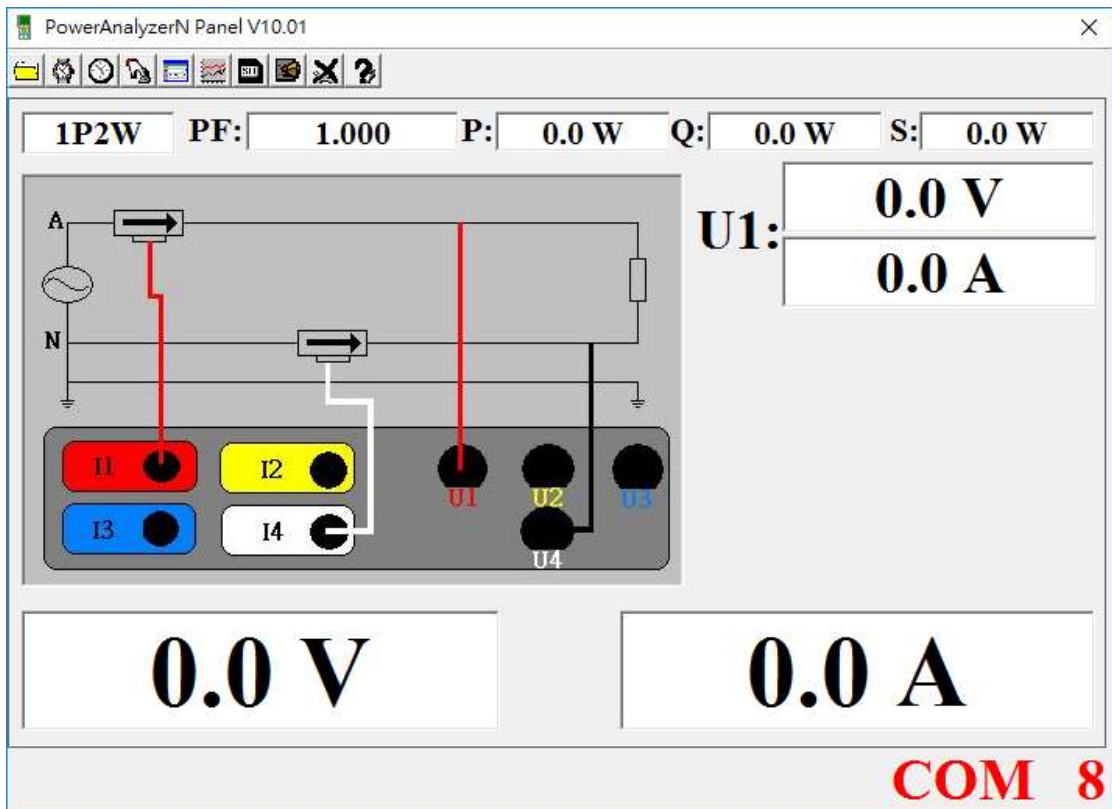 PowerAnalyzerN Panel V10.01
1P2W PF: 1.000 P: 0.0 W Q: 0.0 W S: 0.0 W
A
N
U1: 0.0 V
0.0 A
I1 I2 U1 U2 U3
I3 I4 U4
0.0 V 0.0 A
COM 8